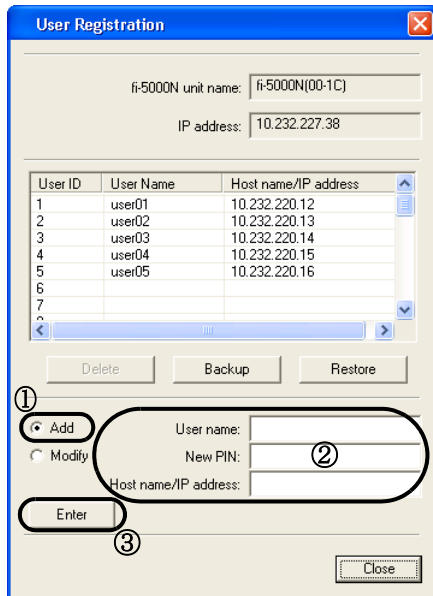 User Registration
fi-5000N unit name: fi-5000N(00-1C)
IP address: 10.232.227.38
User ID User Name Host name/IP address
1 user01 10.232.220.12
2 user02 10.232.220.13
3 user03 10.232.220.14
4 user04 10.232.220.15
5 user05 10.232.220.16
6
7
Delete Backup Restore
①
Add User name:
Modify New PIN: ②
Host name/IP address:
Enter
③
Close